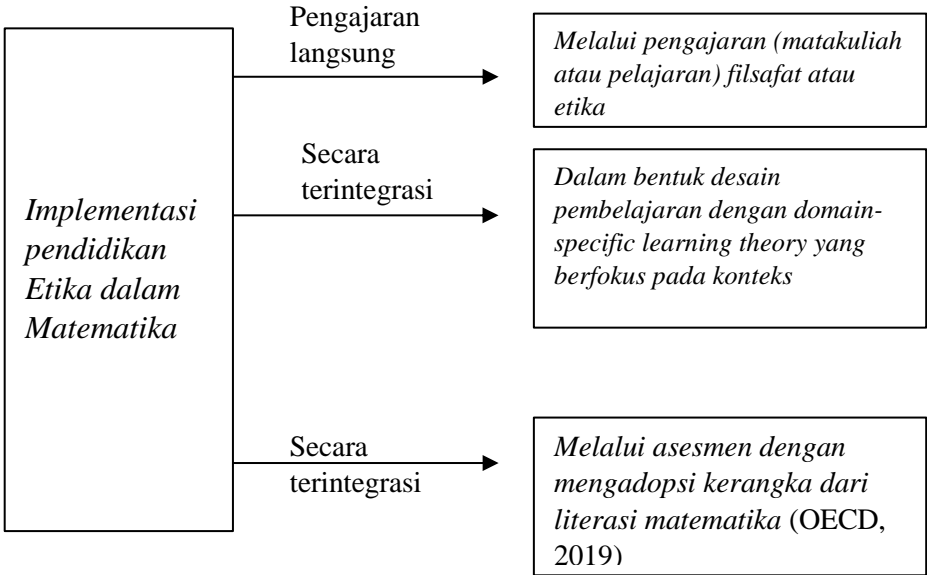 Implementasi
pendidikan
Etika dalam
Matematika
Pengajaran
langsung
Melalui pengajaran (matakuliah
atau pelajaran) filsafat atau
etika
Secara
terintegrasi
Dalam bentuk desain
pembelajaran dengan domain-
specific learning theory yang
berfokus pada konteks
Secara
terintegrasi
Melalui asesmen dengan
mengadopsi kerangka dari
literasi matematika (OECD,
2019)